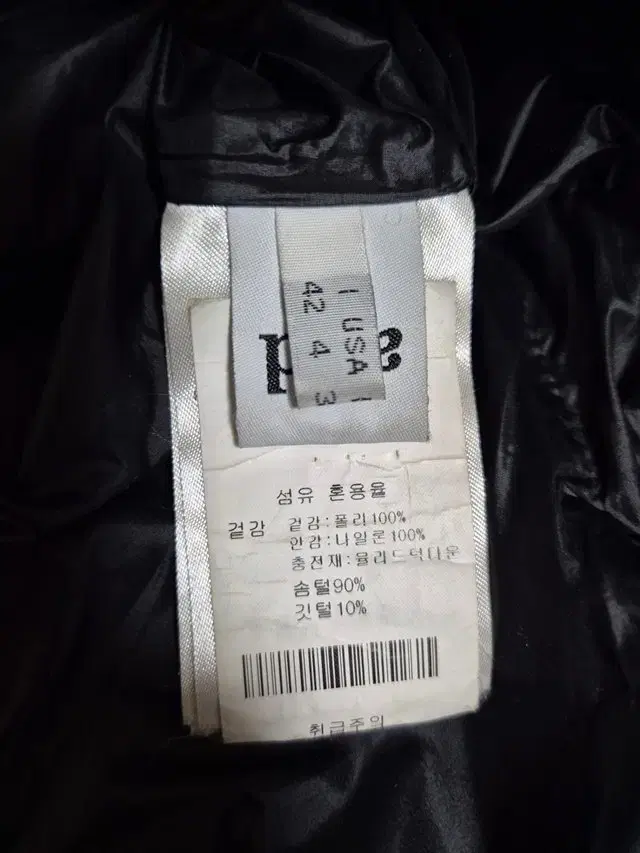 I USA
42 4 3
섬유 혼용율
겉감 겉감:폴리100%
안감:나일론100%
충전재:율리드덕다운
솜털90%
깃털10%
취급주의